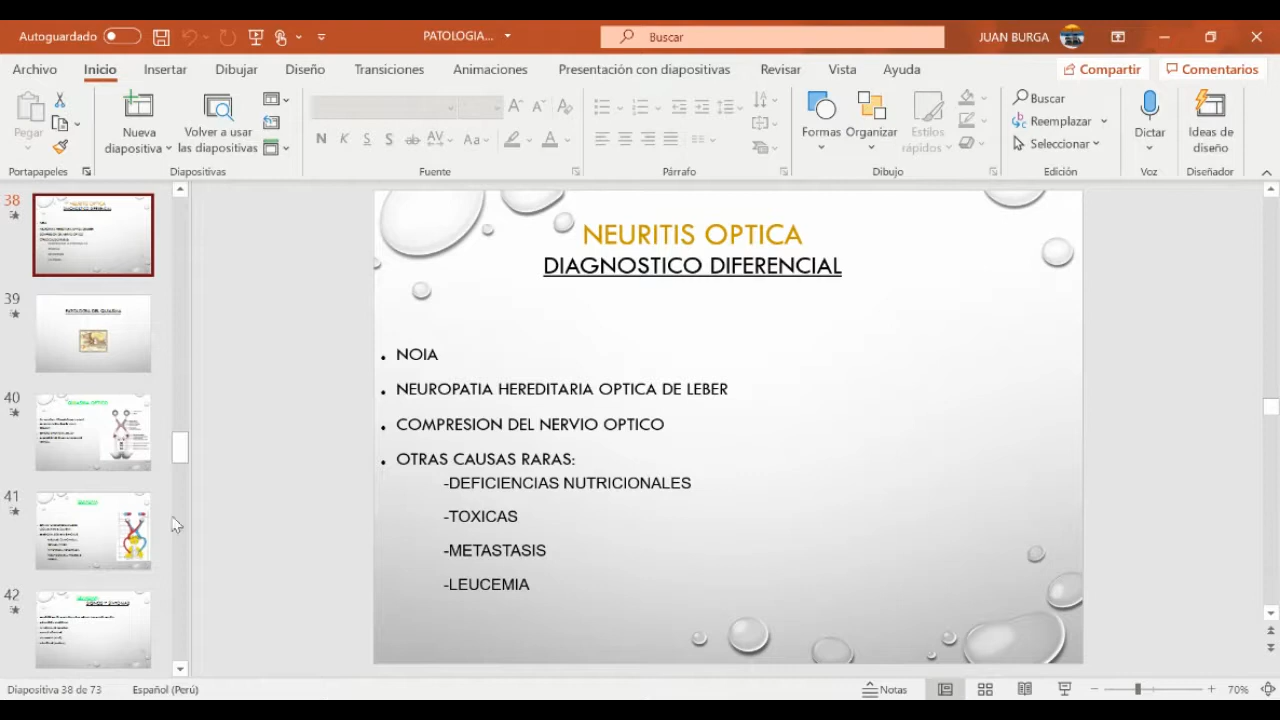 Autoguardado
PATOLOGIA...
Buscar
JUAN BURGA
Archivo
Inicio
Insertar
Dibujar
Diseño
Transiciones
Animaciones
Presentación con diapositivas
Revisar
Vista
Ayuda
Compartir
Comentarios
Pegar
Nueva
diapositiva
Volver a usar
las diapositivas
N K S S ab AV Aa A
Formas
Organizar
Estilos
rápidos
Buscar
Reemplazar
Seleccionar
Dictar
Ideas de
diseño
Portapapeles
Diapositivas
Fuente
Párrafo
Dibujo
Edición
Voz
Diseñador
38
39
40
41
42
NEURITIS OPTICA
DIAGNOSTICO DIFERENCIAL
• NOIA
• NEUROPATIA HEREDITARIA OPTICA DE LEBER
• COMPRESION DEL NERVIO OPTICO
• OTRAS CAUSAS RARAS:
-DEFICIENCIAS NUTRICIONALES
-TOXICAS
-METASTASIS
-LEUCEMIA
Diapositiva 38 de 73
Español (Perú)
Notas
70%